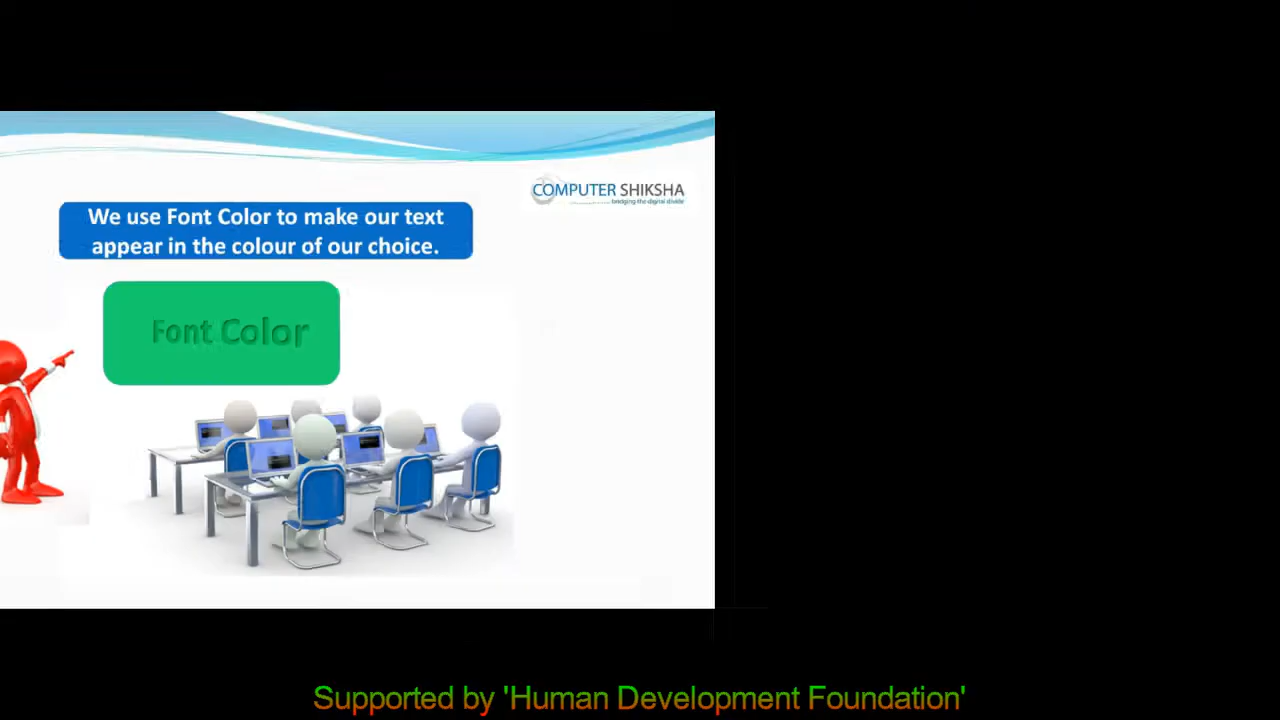 COMPUTER SHIKSHA
bridging the digital divide
We use Font Color to make our text
appear in the colour of our choice.
Font Color
Supported by 'Human Development Foundation'